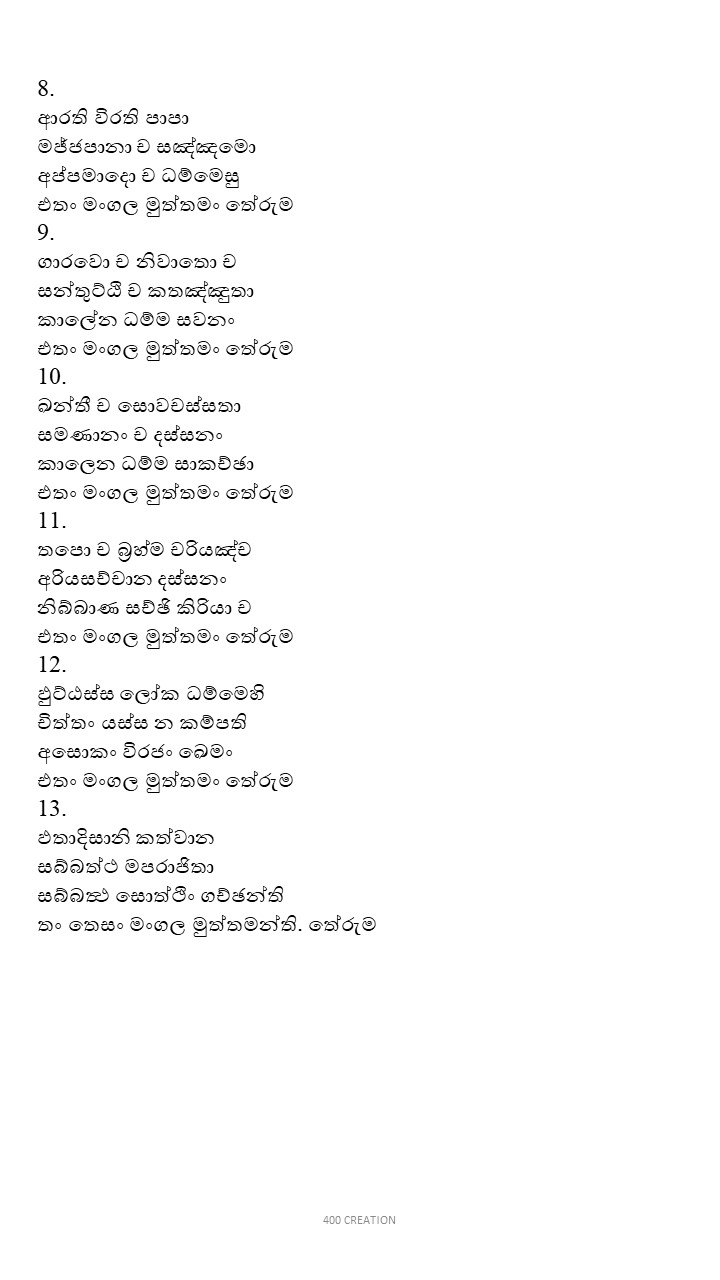 8.
ආරති විරති පාපා
මජ්ජපානා ච සඤ්ඤමො
අප්පමාදො ච ධම්මෙසු
එතං මංගල මුත්තමං තේරුම
9.
ගාරවො ච නිවාතො ච
සන්තුට්ඨි ච කතඤ්ඤුතා
කාලේන ධම්ම සවනං
එතං මංගල මුත්තමං තේරුම
10.
ඛන්තී ච සොවචස්සතා
සමණානං ච දස්සනං
කාලෙන ධම්ම සාකච්ඡා
එතං මංගල මුත්තමං තේරුම
11.
තපො ච බ්‍රහ්ම චරියඤ්ච
අරියසච්චාන දස්සනං
නිබ්බාණ සච්ඡි කිරියා ච
එතං මංගල මුත්තමං තේරුම
12.
ඵුට්ඨස්ස ලෝක ධම්මෙහි
චිත්තං යස්ස න කම්පති
අසොකං විරජං ඛෙමං
එතං මංගල මුත්තමං තේරුම
13.
ඵතාදිසානි කත්වාන
සබ්බත්ථ මපරාජිතා
සබ්බත්‍ථ සොත්ථිං ගච්ඡන්ති
තං තෙසං මංගල මුත්තමන්ති. තේරුම
400 CREATION